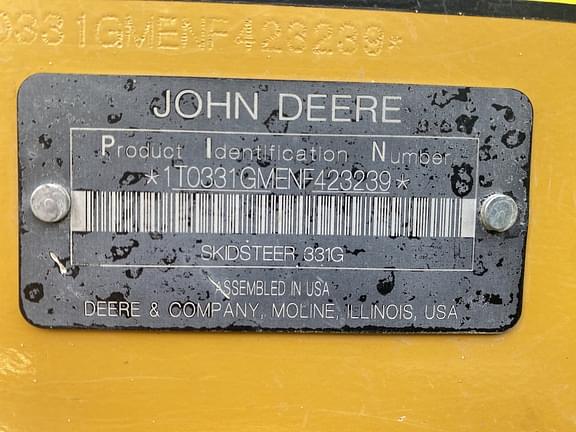 0331GMENF423239*
JOHN DEERE
Product Identification Number
*1T0331GMENF423239*
SKIDSTEER 331G
ASSEMBLED IN USA
DEERE & COMPANY, MOLINE, ILLINOIS, USA